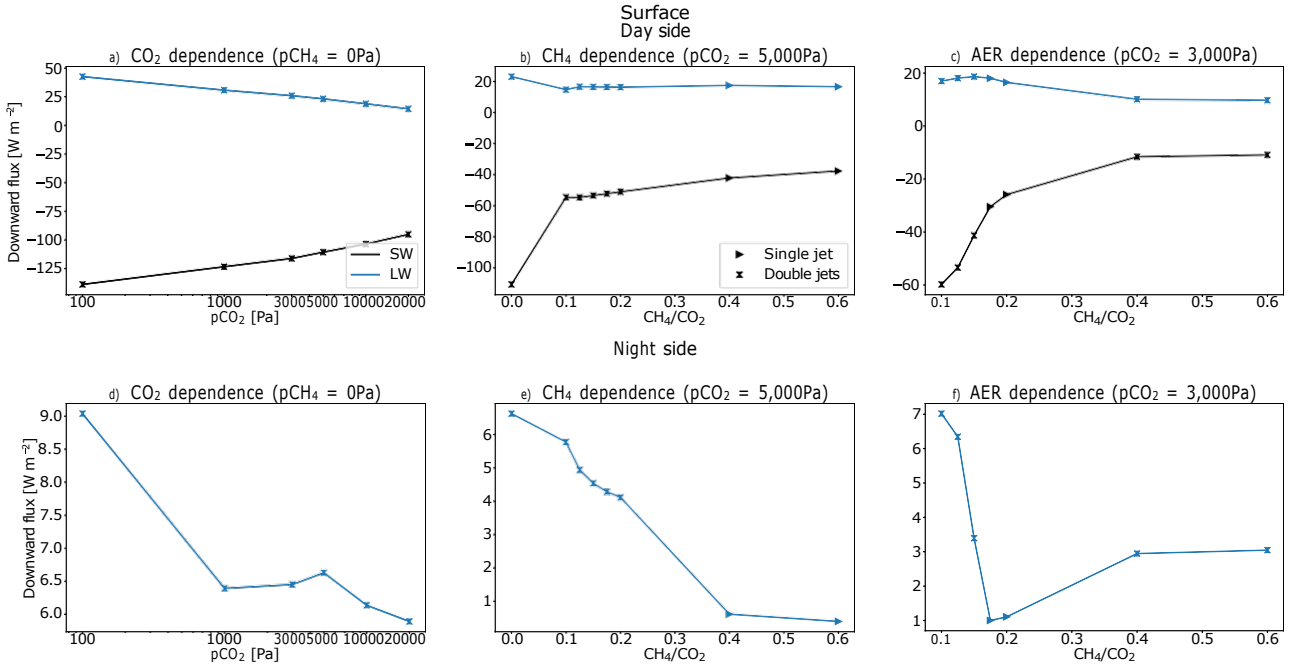 Surface
Day side
a) CO₂ dependence (pCH₄ = 0Pa)
b) CH₄ dependence (pCO₂ = 5,000Pa)
c) AER dependence (pCO₂ = 3,000Pa)
Downward flux [W m⁻²]
50
25
0
−25
−50
−75
−100
−125
SW
LW
100 1000 3000 5000 10000 20000
pCO₂ [Pa]
20
0
−20
−40
−60
−80
−100
Single jet
Double jets
0.0 0.1 0.2 0.3 0.4 0.5 0.6
CH₄/CO₂
20
0
−20
−40
−60
0.1 0.2 0.3 0.4 0.5 0.6
CH₄/CO₂
Night side
d) CO₂ dependence (pCH₄ = 0Pa)
e) CH₄ dependence (pCO₂ = 5,000Pa)
f) AER dependence (pCO₂ = 3,000Pa)
Downward flux [W m⁻²]
9.0
8.5
8.0
7.5
7.0
6.5
6.0
100 1000 3000 5000 10000 20000
pCO₂ [Pa]
6
5
4
3
2
1
0.0 0.1 0.2 0.3 0.4 0.5 0.6
CH₄/CO₂
7
6
5
4
3
2
1
0.1 0.2 0.3 0.4 0.5 0.6
CH₄/CO₂